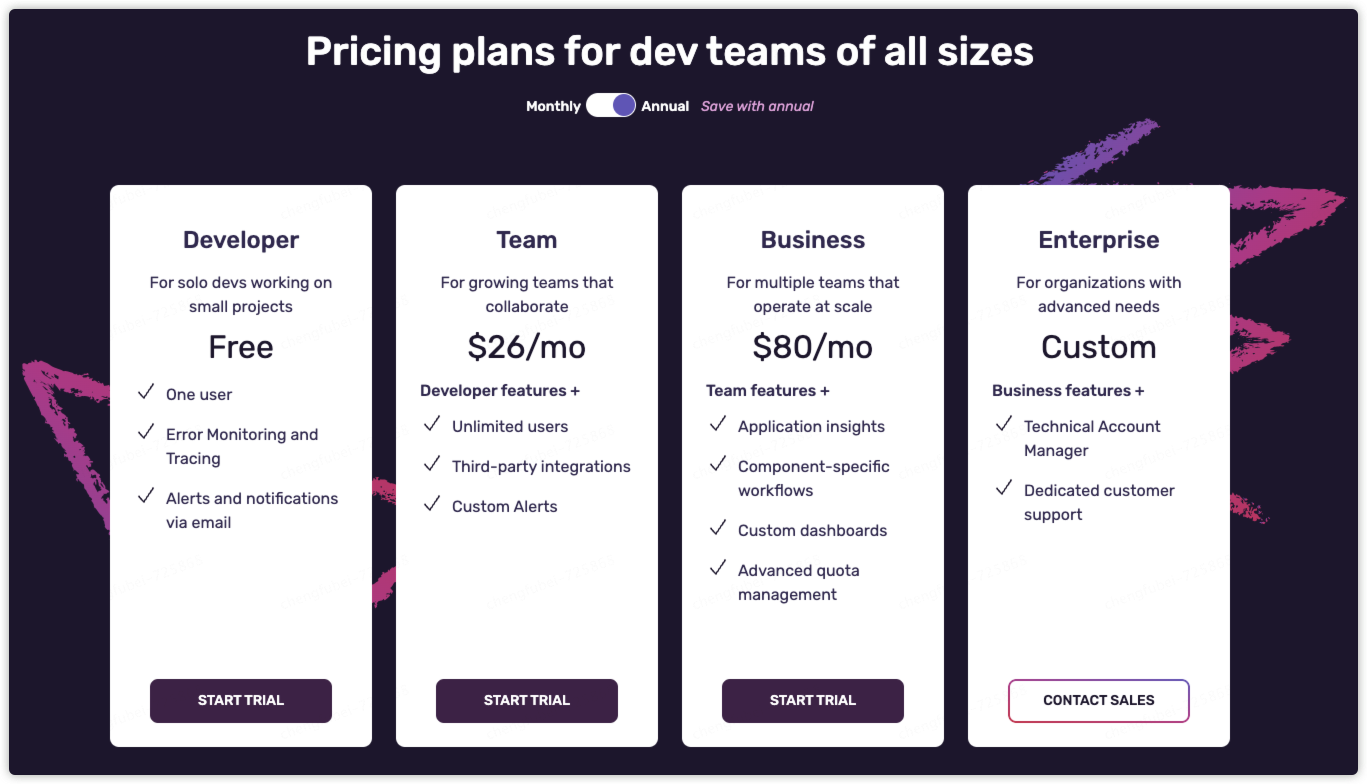 Pricing plans for dev teams of all sizes
Monthly Annual Save with annual
Developer
For solo devs working on
small projects
Free
One user
Error Monitoring and
Tracing
Alerts and notifications
via email
START TRIAL
Team
For growing teams that
collaborate
$26/mo
Developer features +
Unlimited users
Third-party integrations
Custom Alerts
START TRIAL
Business
For multiple teams that
operate at scale
$80/mo
Team features +
Application insights
Component-specific
workflows
Custom dashboards
Advanced quota
management
START TRIAL
Enterprise
For organizations with
advanced needs
Custom
Business features +
Technical Account
Manager
Dedicated customer
support
CONTACT SALES